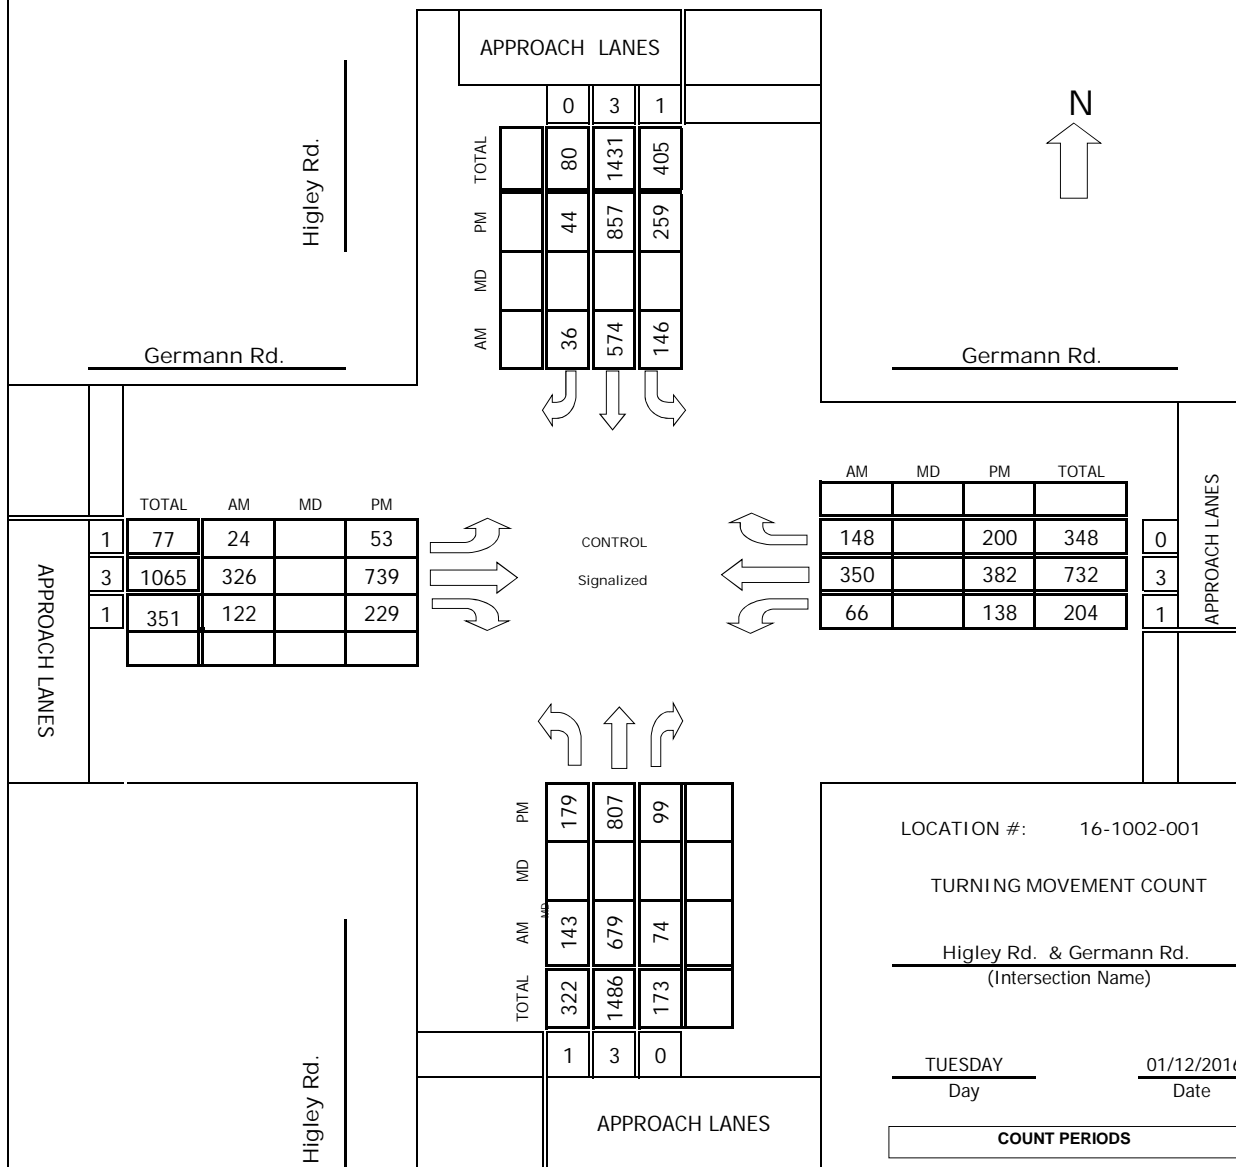 APPROACH LANES
N
0 3 1
TOTAL 80 1431 405
Higley Rd.
PM 44 857 259
MD
AM 36 574 146
Germann Rd.
Germann Rd.
AM MD PM TOTAL
TOTAL AM MD PM
1 77 24 53
CONTROL
148 200 348 0
3 1065 326 739
Signalized
350 382 732 3
1 351 122 229
66 138 204 1
APPROACH LANES
APPROACH LANES
PM 179 807 99
MD
MD
AM 143 679 74
TOTAL 322 1486 173
1 3 0
APPROACH LANES
Higley Rd.
LOCATION #: 16-1002-001
TURNING MOVEMENT COUNT
Higley Rd. & Germann Rd.
(Intersection Name)
TUESDAY 01/12/2016
Day Date
COUNT PERIODS